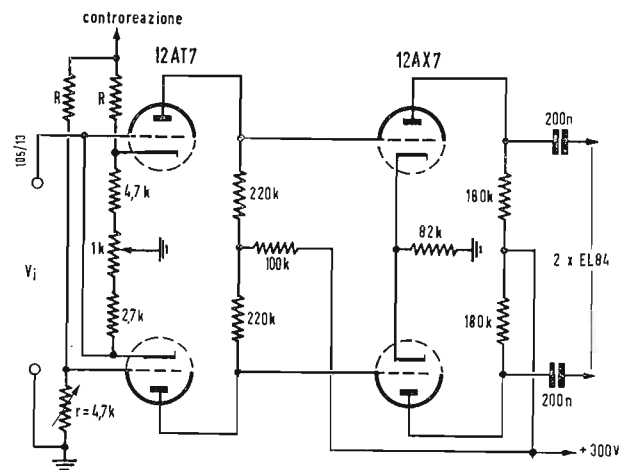 controreazione
12AT7
12AX7
R
R
200n
105/13
4,7k
220k
180k
1k
82k
100k
2 x EL84
Vi
2,7k
220k
180k
200n
r=4,7k
+300V